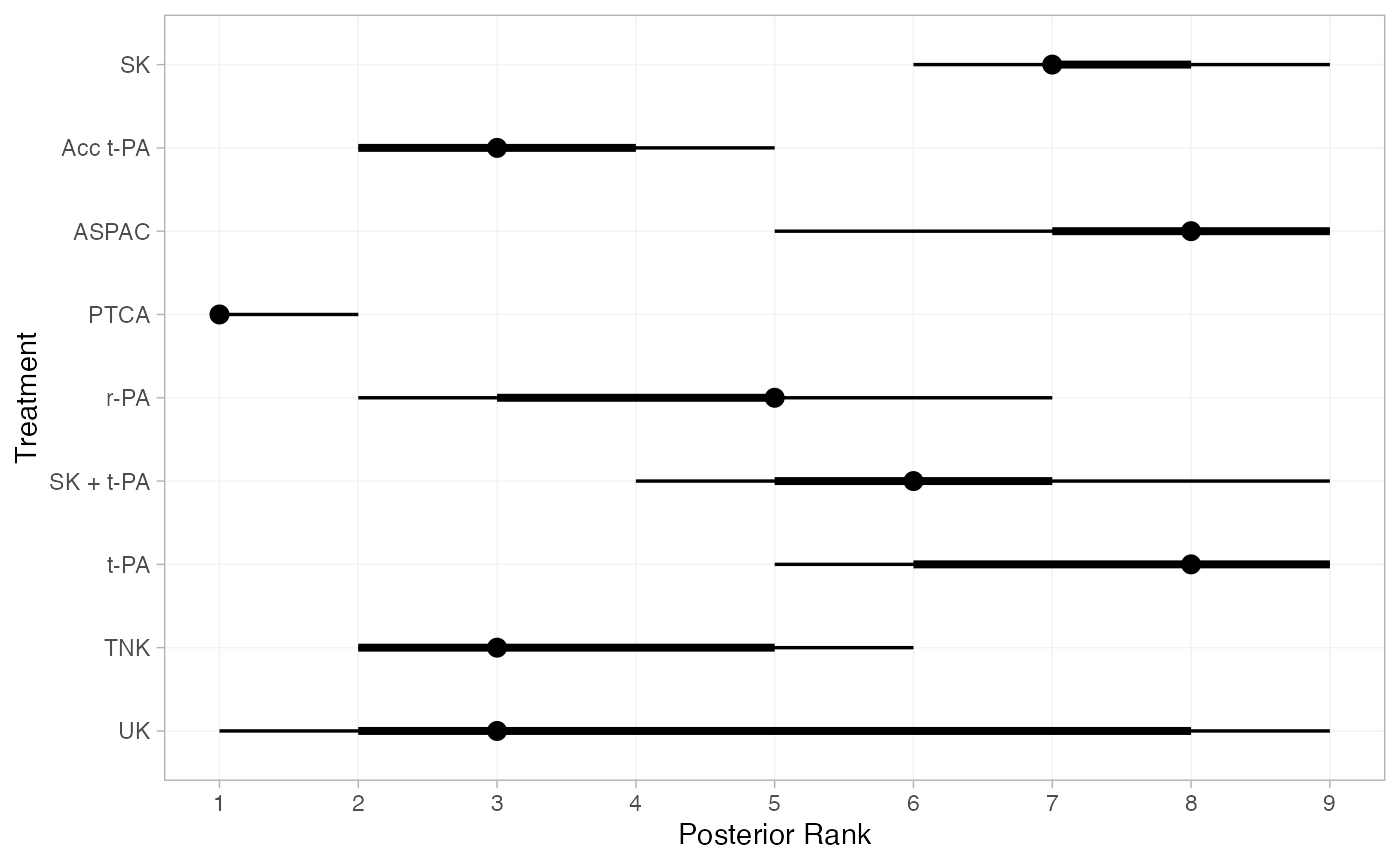 SK
Acc t-PA
ASPAC
PTCA
r-PA
SK + t-PA
t-PA
TNK
UK
Treatment
1 2 3 4 5 6 7 8 9
Posterior Rank